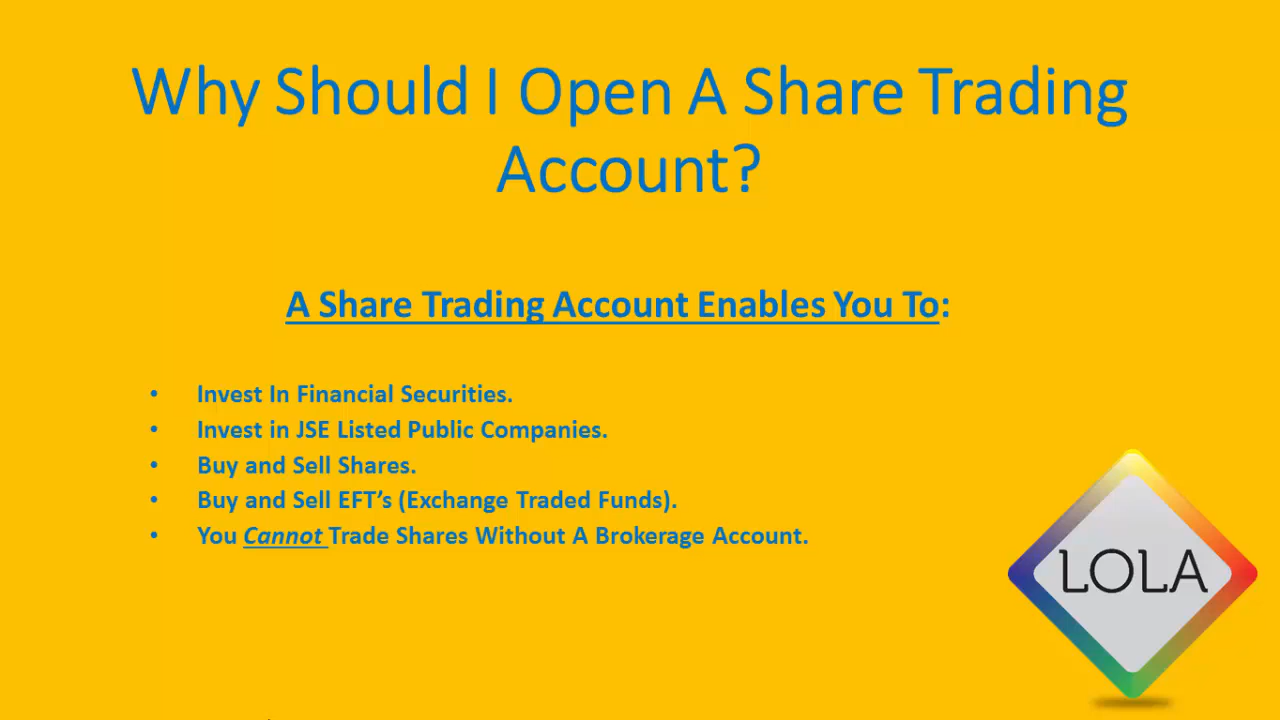 Why Should I Open A Share Trading
Account?
A Share Trading Account Enables You To:
• Invest In Financial Securities.
• Invest in JSE Listed Public Companies.
• Buy and Sell Shares.
• Buy and Sell EFT’s (Exchange Traded Funds).
• You Cannot Trade Shares Without A Brokerage Account.
LOLA